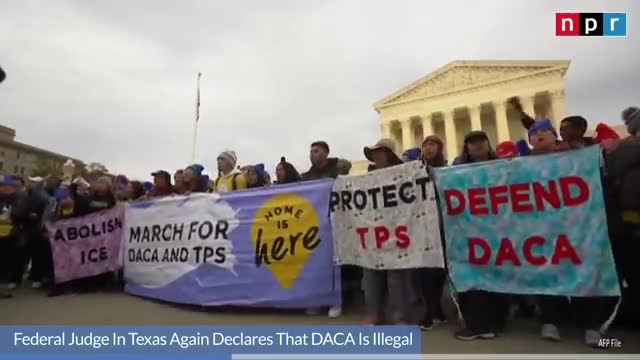 npr
ABOLISH
ICE
MARCH FOR
DACA AND TPS
HOME
IS
here
PROTECT
TPS
DEFEND
DACA
Federal Judge In Texas Again Declares That DACA Is Illegal
AFP File